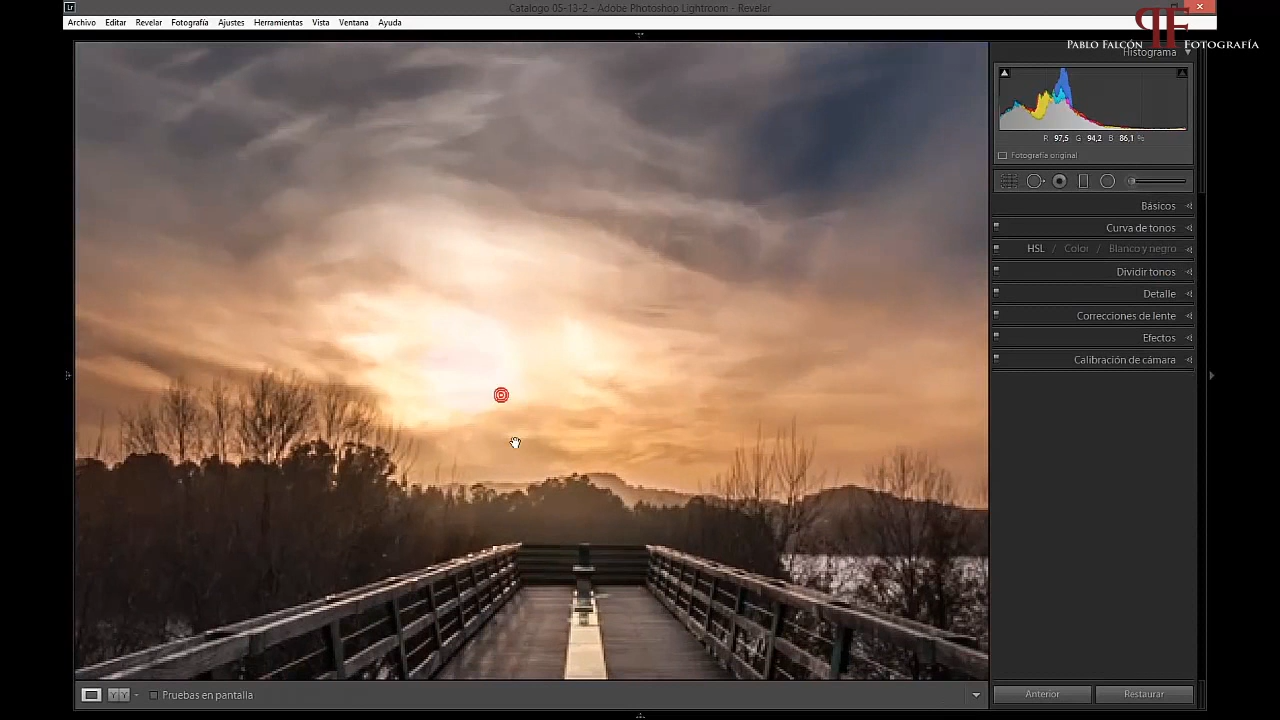 Lr
Catalogo 05-13-2 - Adobe Photoshop Lightroom - Revelar
Archivo Editar Revelar Fotografía Ajustes Herramientas Vista Ventana Ayuda
PF
PABLO FALCÓN FOTOGRAFÍA
Histograma
R 97,5 G 94,2 B 86,1 %
Fotografía original
Básicos
Curva de tonos
HSL / Color / Blanco y negro
Dividir tonos
Detalle
Correcciones de lente
Efectos
Calibración de cámara
Y Y
Pruebas en pantalla
Anterior
Restaurar